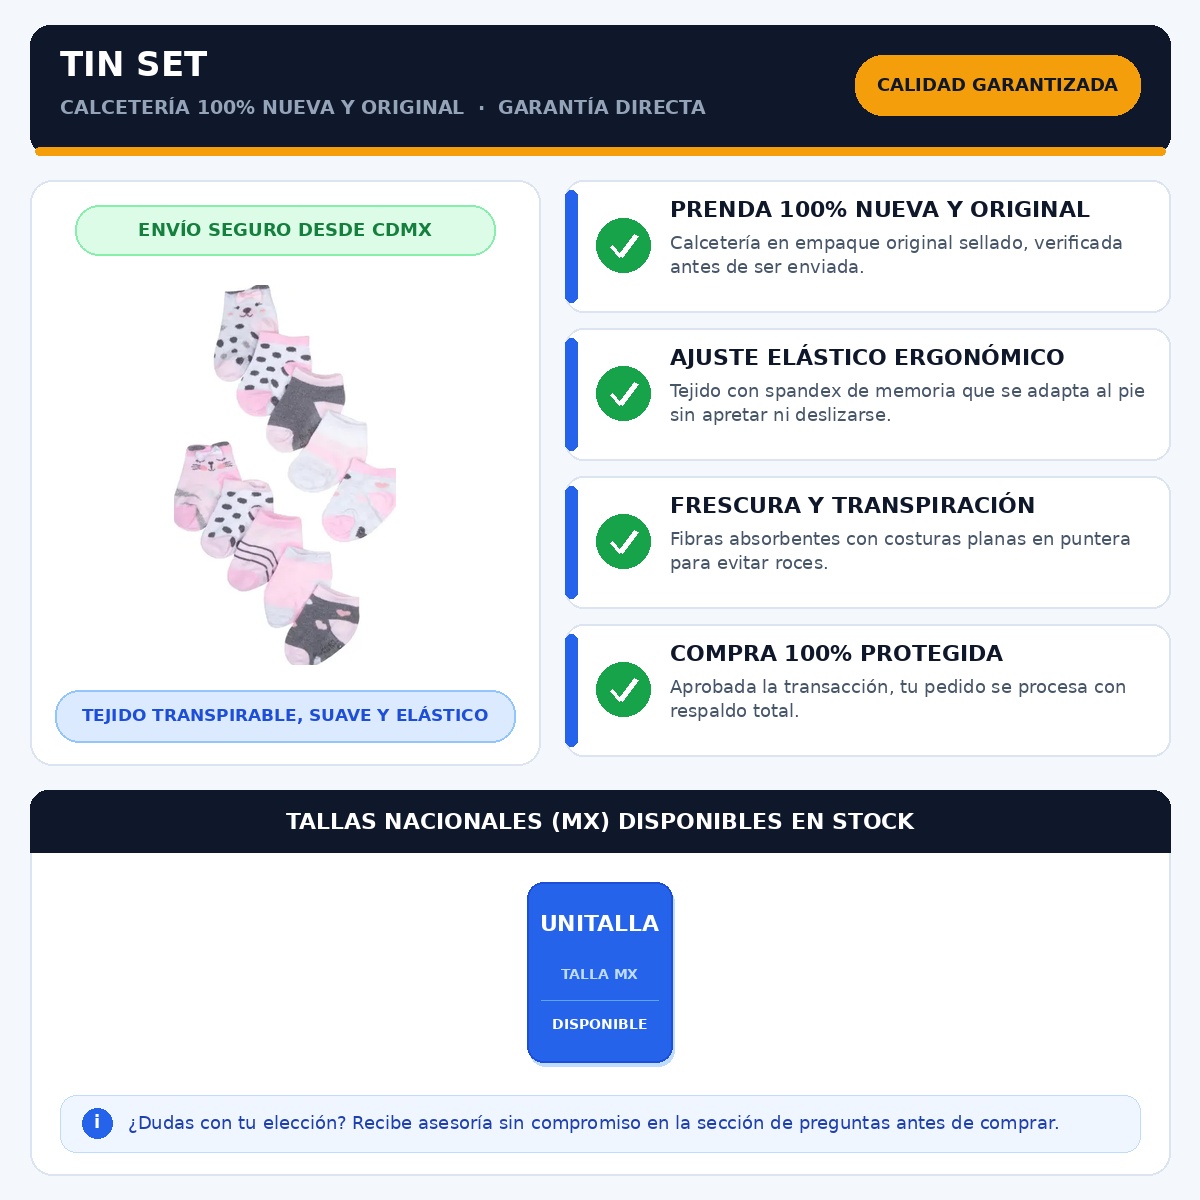 TIN SET
CALCETERÍA 100% NUEVA Y ORIGINAL · GARANTÍA DIRECTA
CALIDAD GARANTIZADA
ENVÍO SEGURO DESDE CDMX
TEJIDO TRANSPIRABLE, SUAVE Y ELÁSTICO
PRENDA 100% NUEVA Y ORIGINAL
Calcetería en empaque original sellado, verificada
antes de ser enviada.
AJUSTE ELÁSTICO ERGONÓMICO
Tejido con spandex de memoria que se adapta al pie
sin apretar ni deslizarse.
FRESCURA Y TRANSPIRACIÓN
Fibras absorbentes con costuras planas en puntera
para evitar roces.
COMPRA 100% PROTEGIDA
Aprobada la transacción, tu pedido se procesa con
respaldo total.
TALLAS NACIONALES (MX) DISPONIBLES EN STOCK
UNITALLA
TALLA MX
DISPONIBLE
i ¿Dudas con tu elección? Recibe asesoría sin compromiso en la sección de preguntas antes de comprar.